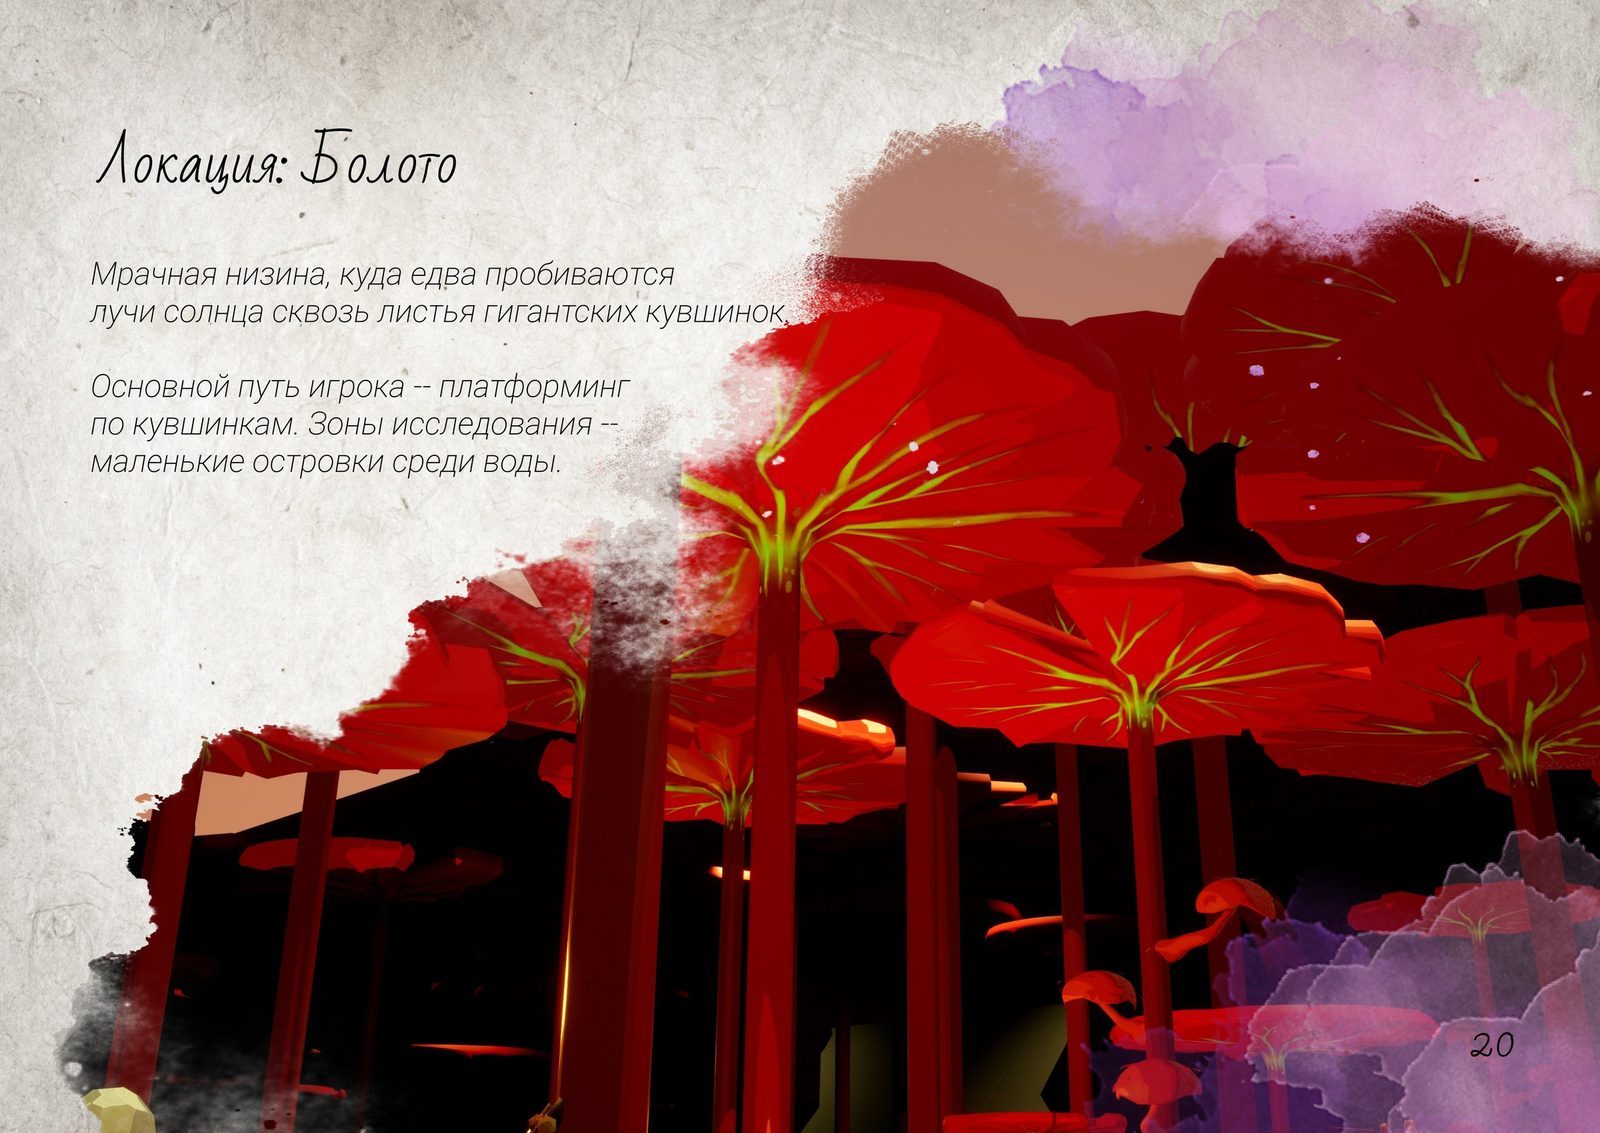 Локация: Болото
Мрачная низина, куда едва пробиваются
лучи солнца сквозь листья гигантских кувшинок.
Основной путь игрока -- платформинг
по кувшинкам. Зоны исследования --
маленькие островки среди воды.
20